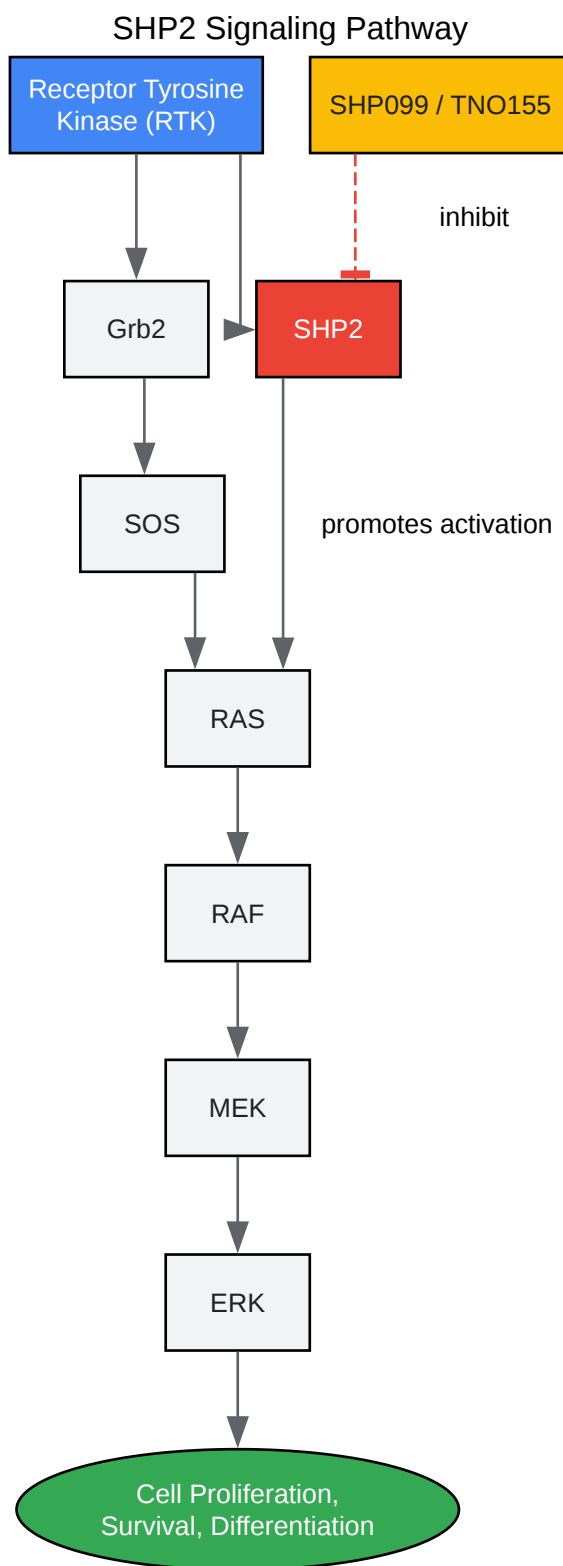 SHP2 Signaling Pathway
Receptor Tyrosine
Kinase (RTK)
SHP099 / TNO155
inhibit
Grb2
SHP2
SOS
promotes activation
RAS
RAF
MEK
ERK
Cell Proliferation,
Survival, Differentiation